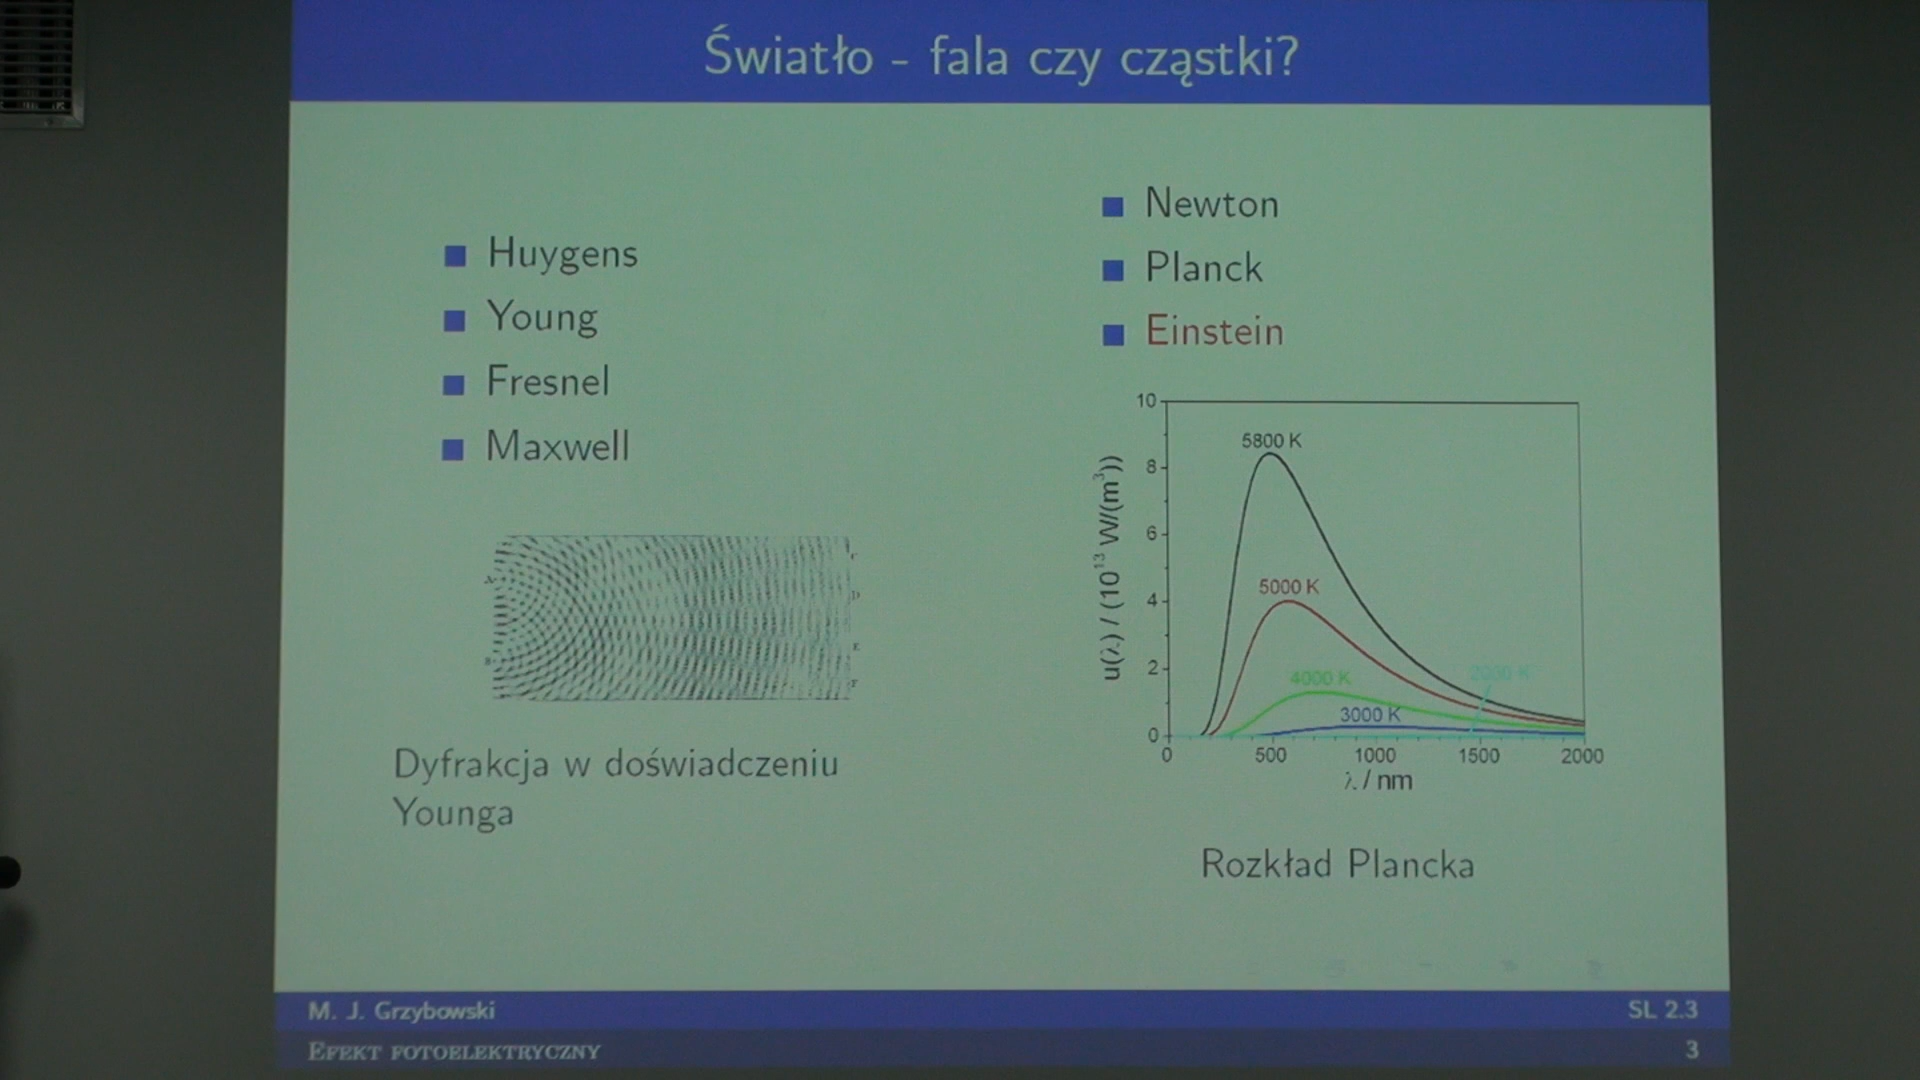 Światło - fala czy cząstki?
Huygens
Young
Fresnel
Maxwell
Dyfrakcja w doświadczeniu
Younga
Newton
Planck
Einstein
10
8
6
4
2
0
u(λ) / (10¹³ W/(m³))
5800 K
5000 K
4000 K
3000 K
2000 K
0 500 1000 1500 2000
λ / nm
Rozkład Plancka
M. J. Grzybowski
SL 2.3
EFEKT FOTOELEKTRYCZNY
3